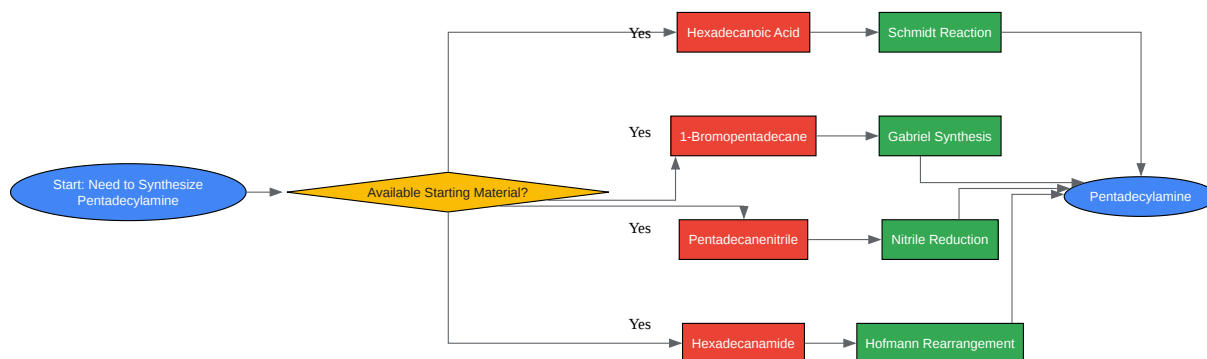 Yes
Hexadecanoic Acid
Schmidt Reaction
Yes
1-Bromopentadecane
Gabriel Synthesis
Start: Need to Synthesize
Pentadecylamine
Available Starting Material?
Pentadecylamine
Yes
Pentadecanenitrile
Nitrile Reduction
Yes
Hexadecanamide
Hofmann Rearrangement